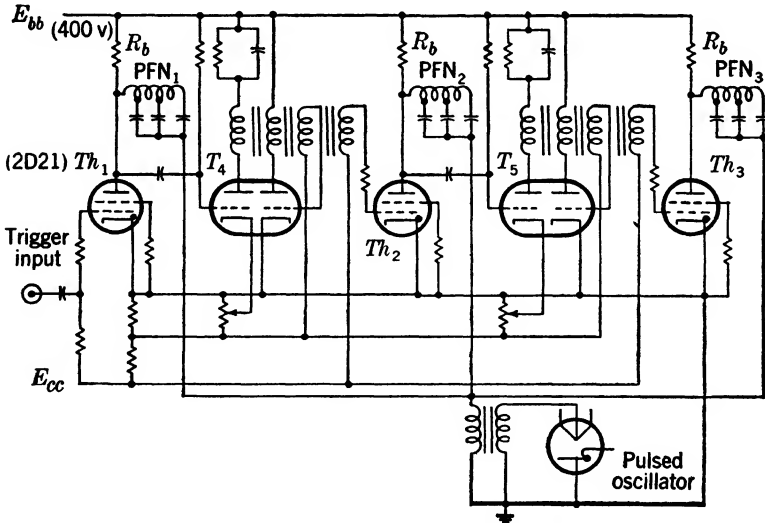 E_bb (400 v)
R_b
PFN_1
R_b
PFN_2
R_b
PFN_3
(2D21) Th_1
T_4
Th_2
T_5
Th_3
Trigger
input
E_cc
Pulsed
oscillator